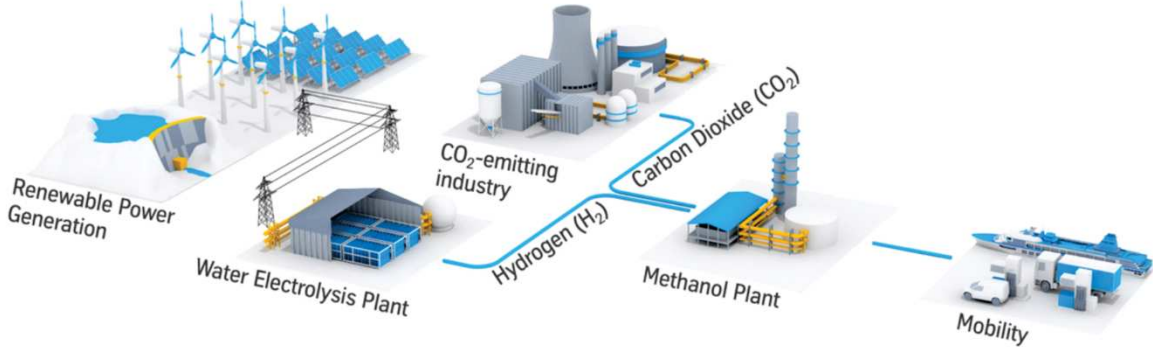 Renewable Power
Generation
CO₂-emitting
industry
Carbon Dioxide (CO₂)
Water Electrolysis Plant
Hydrogen (H₂)
Methanol Plant
Mobility